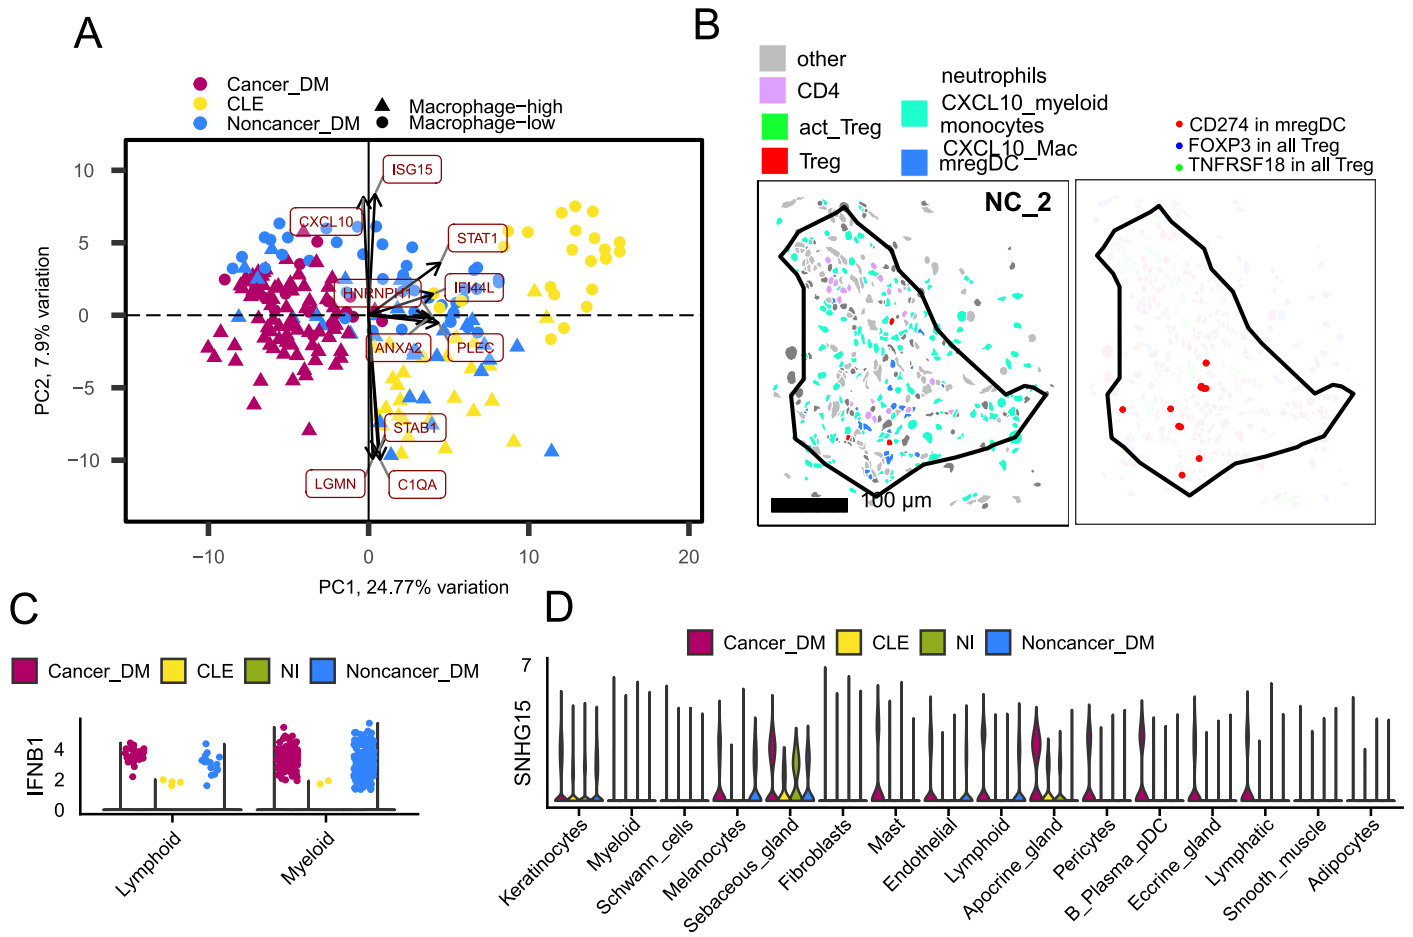 A
Cancer_DM
CLE
Noncancer_DM
Macrophage-high
Macrophage-low
10
5
0
−5
−10
PC2, 7.9% variation
ISG15
CXCL10
STAT1
HNRNPH1
IFI44L
ANXA2
PLEC
STAB1
LGMN
C1QA
−10
0
10
20
PC1, 24.77% variation
B
other
CD4
act_Treg
Treg
neutrophils
CXCL10_myeloid
monocytes
CXCL10_Mac
mregDC
CD274 in mregDC
FOXP3 in all Treg
TNFRSF18 in all Treg
NC_2
100 μm
C
Cancer_DM
CLE
NI
Noncancer_DM
IFNB1
4
2
0
Lymphoid
Myeloid
D
Cancer_DM
CLE
NI
Noncancer_DM
7
SNHG15
0
Keratinocytes
Myeloid
Schwann_cells
Melanocytes
Sebaceous_gland
Fibroblasts
Mast
Endothelial
Lymphoid
Apocrine_gland
Pericytes
B_Plasma_pDC
Eccrine_gland
Lymphatic
Smooth_muscle
Adipocytes